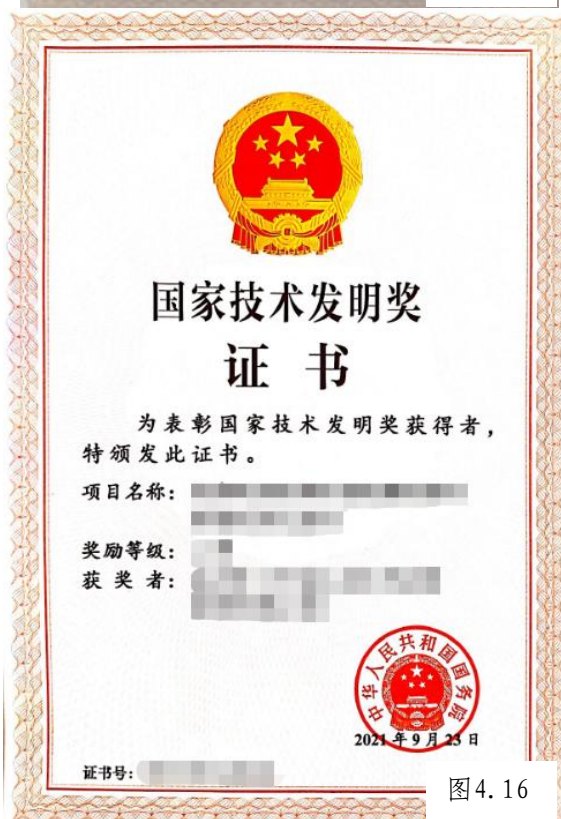 国家技术发明奖
证书
为表彰国家技术发明奖获得者，
特颁发此证书。
项目名称：
奖励等级：
获奖者：
中华人民共和国国务院
2021年9月23日
证书号：
图4.16